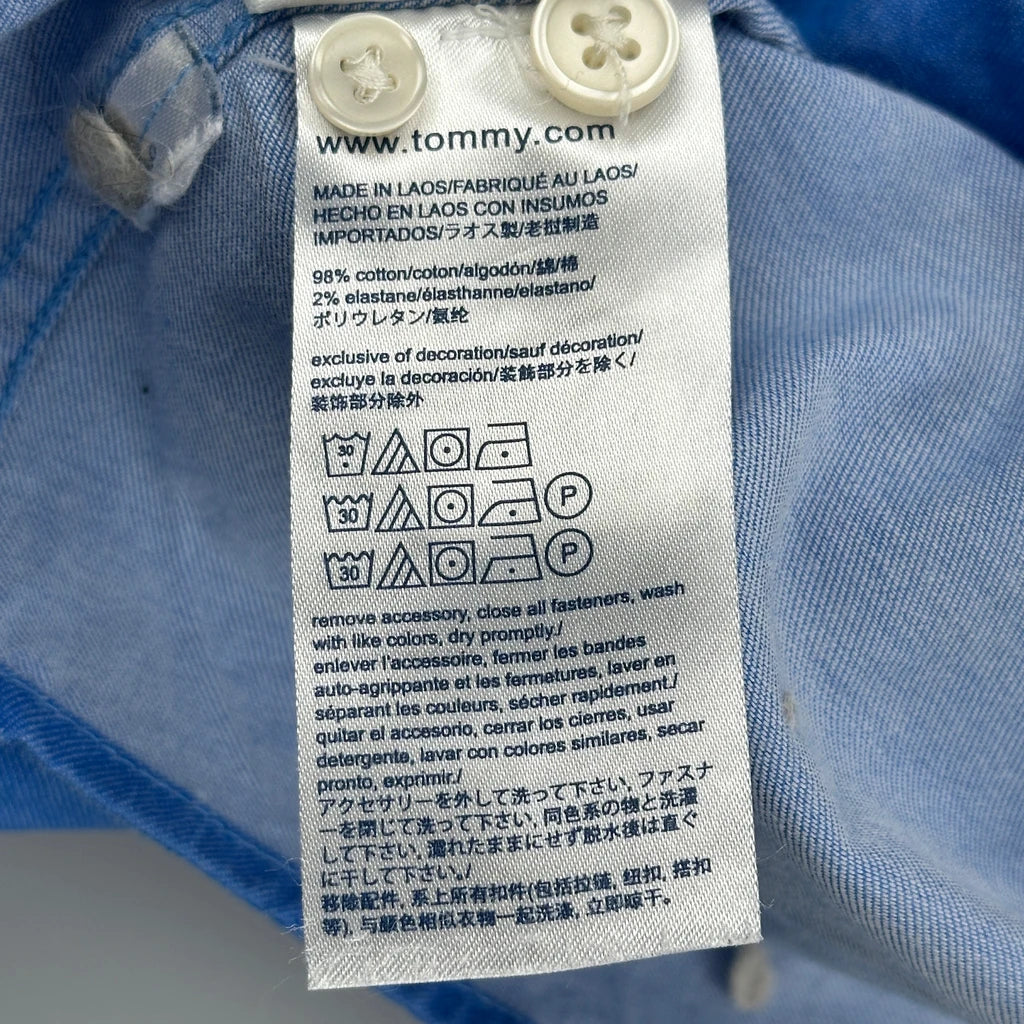 www.tommy.com
MADE IN LAOS/FABRIQUÉ AU LAOS/
HECHO EN LAOS CON INSUMOS
IMPORTADOS/ラオス製/老挝制造
98% cotton/coton/algodón/綿/棉
2% elastane/élasthanne/elastano/
ポリウレタン/氨纶
exclusive of decoration/sauf décoration/
excluye la decoración/装飾部分を除く/
装饰部分除外
30
30 P
30 P
remove accessory, close all fasteners, wash
with like colors, dry promptly./
enlever l'accessoire, fermer les bandes
auto-agrippante et les fermetures, laver en
séparant les couleurs, sécher rapidement./
quitar el accesorio, cerrar los cierres, usar
detergente, lavar con colores similares, secar
pronto, exprimir./
アクセサリーを外して洗って下さい, ファスナ
ーを閉じて洗って下さい, 同色系の物と洗濯
して下さい, 濡れたままにせず脱水後は直ぐ
に干して下さい./
移除配件, 系上所有扣件(包括拉链, 纽扣, 搭扣
等), 与颜色相似衣物一起洗涤, 立即晾干。